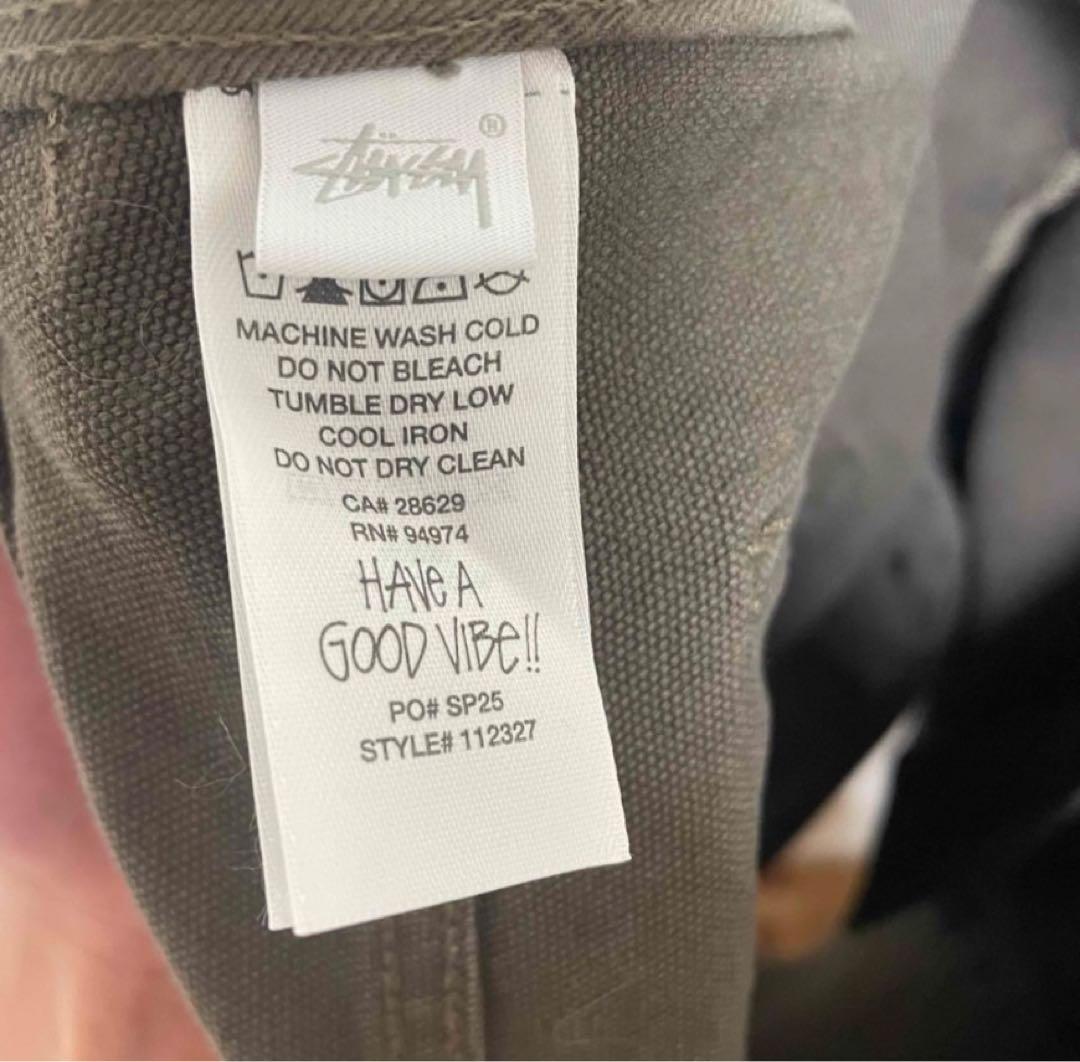 Stüssy ®
MACHINE WASH COLD
DO NOT BLEACH
TUMBLE DRY LOW
COOL IRON
DO NOT DRY CLEAN
CA# 28629
RN# 94974
HAVE A
GOOD VIBE!!
PO# SP25
STYLE# 112327